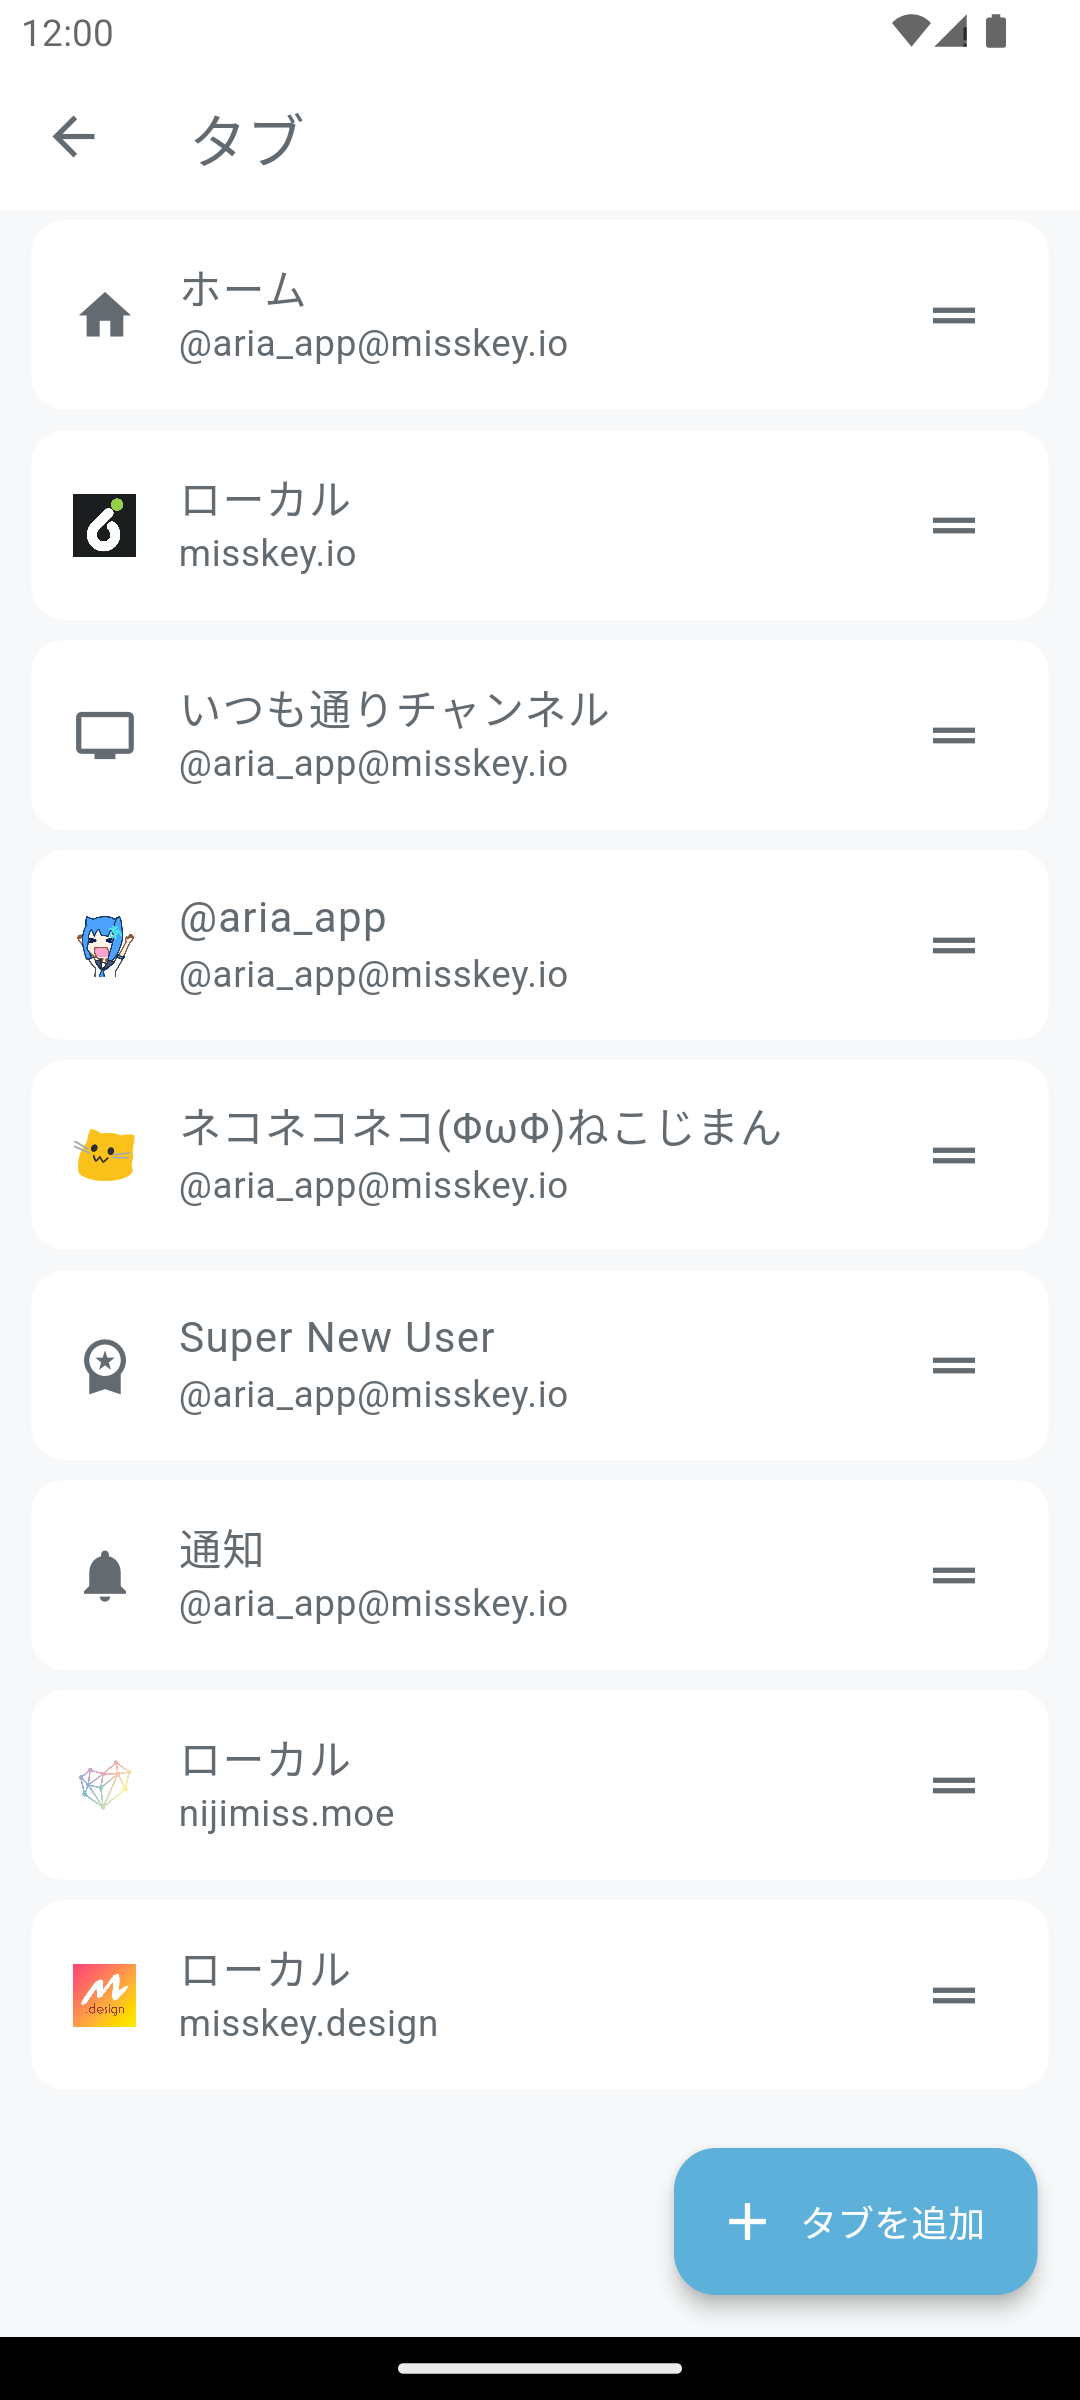 12:00
タブ
ホーム
@aria_app@misskey.io
ローカル
misskey.io
いつも通りチャンネル
@aria_app@misskey.io
@aria_app
@aria_app@misskey.io
ネコネコネコ(ΦωΦ)ねこじまん
@aria_app@misskey.io
Super New User
@aria_app@misskey.io
通知
@aria_app@misskey.io
ローカル
nijimiss.moe
ローカル
.design
misskey.design
タブを追加